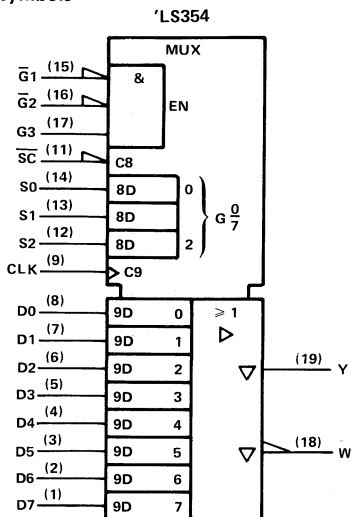 'LS354
MUX
G̅1 (15) &
G̅2 (16) EN
G3 (17)
S̅C̅ (11) C8
S0 (14) 8D 0
S1 (13) 8D G 0/7
S2 (12) 8D 2
CLK (9) C9
D0 (8) 9D 0 ≥ 1
D1 (7) 9D 1
D2 (6) 9D 2 (19) Y
D3 (5) 9D 3
D4 (4) 9D 4
D5 (3) 9D 5 (18) W
D6 (2) 9D 6
D7 (1) 9D 7